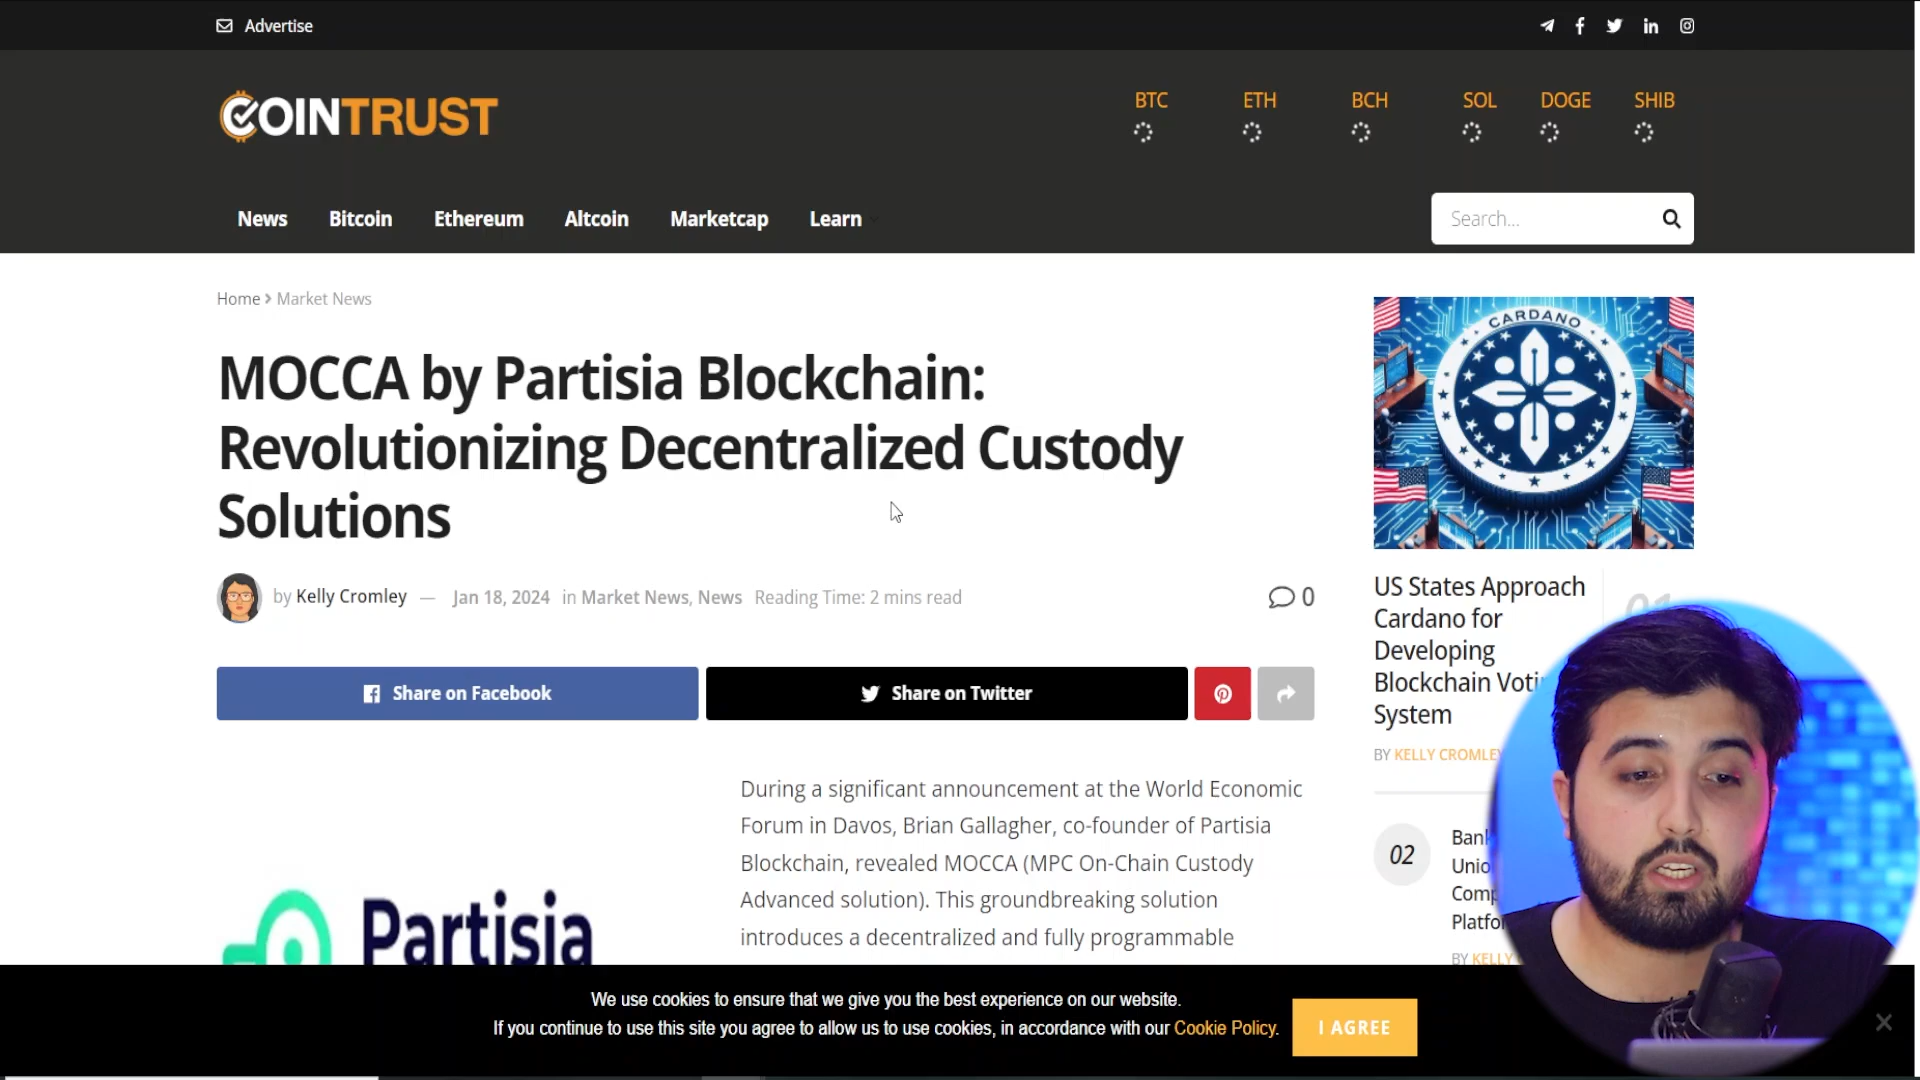 Advertise
COINTRUST
BTC ETH BCH SOL DOGE SHIB
News Bitcoin Ethereum Altcoin Marketcap Learn
Search...
Home > Market News
MOCCA by Partisia Blockchain:
Revolutionizing Decentralized Custody
Solutions
by Kelly Cromley — Jan 18, 2024 in Market News, News Reading Time: 2 mins read
0
Share on Facebook
Share on Twitter
During a significant announcement at the World Economic
Forum in Davos, Brian Gallagher, co-founder of Partisia
Blockchain, revealed MOCCA (MPC On-Chain Custody
Advanced solution). This groundbreaking solution
introduces a decentralized and fully programmable
Partisia
CARDANO
US States Approach
Cardano for
Developing
Blockchain
System
01
BY KELLY CROMLEY
02
BY KELLY
We use cookies to ensure that we give you the best experience on our website.
If you continue to use this site you agree to allow us to use cookies, in accordance with our Cookie Policy.
I AGREE